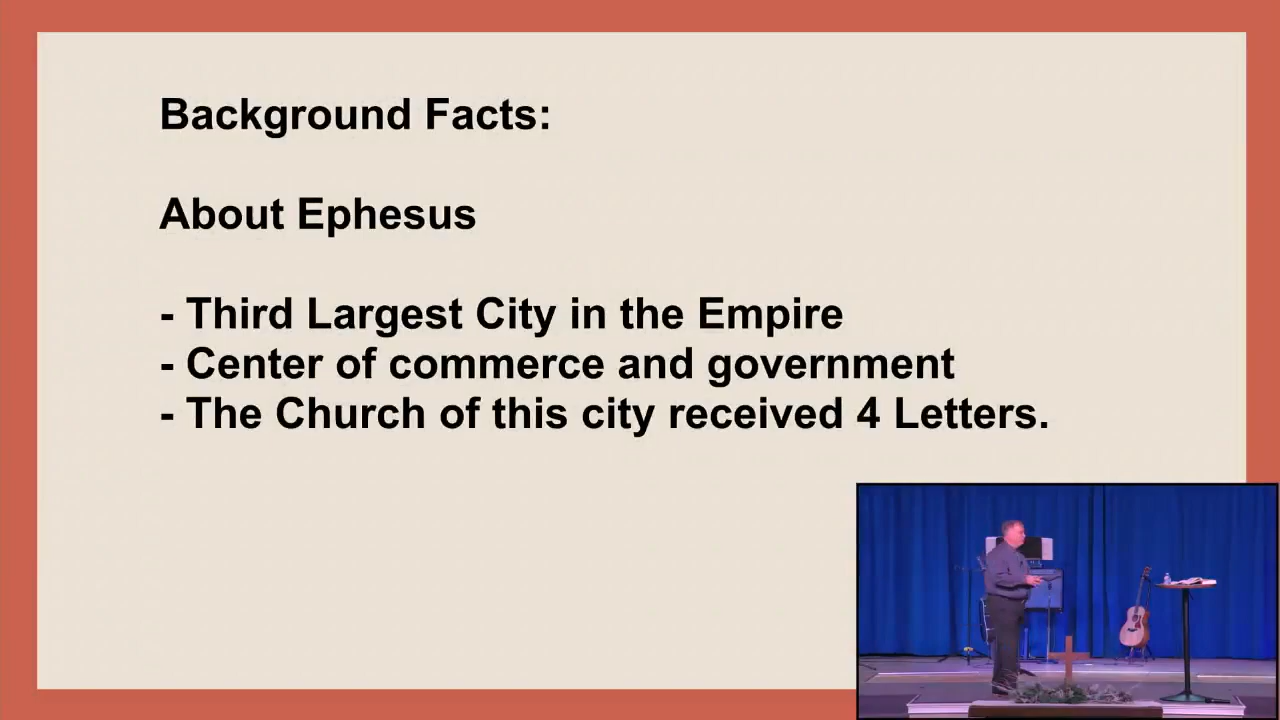 Background Facts:
About Ephesus
- Third Largest City in the Empire
- Center of commerce and government
- The Church of this city received 4 Letters.